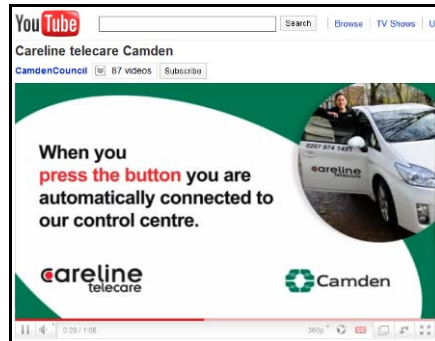 YouTube Search Browse TV Shows U
Careline telecare Camden
CamdenCouncil 87 videos Subscribe
When you
press the button you are
automatically connected to
our control centre.
0207 974 1491
careline
telecare
careline
telecare
Camden
0:29 / 1:06 360p